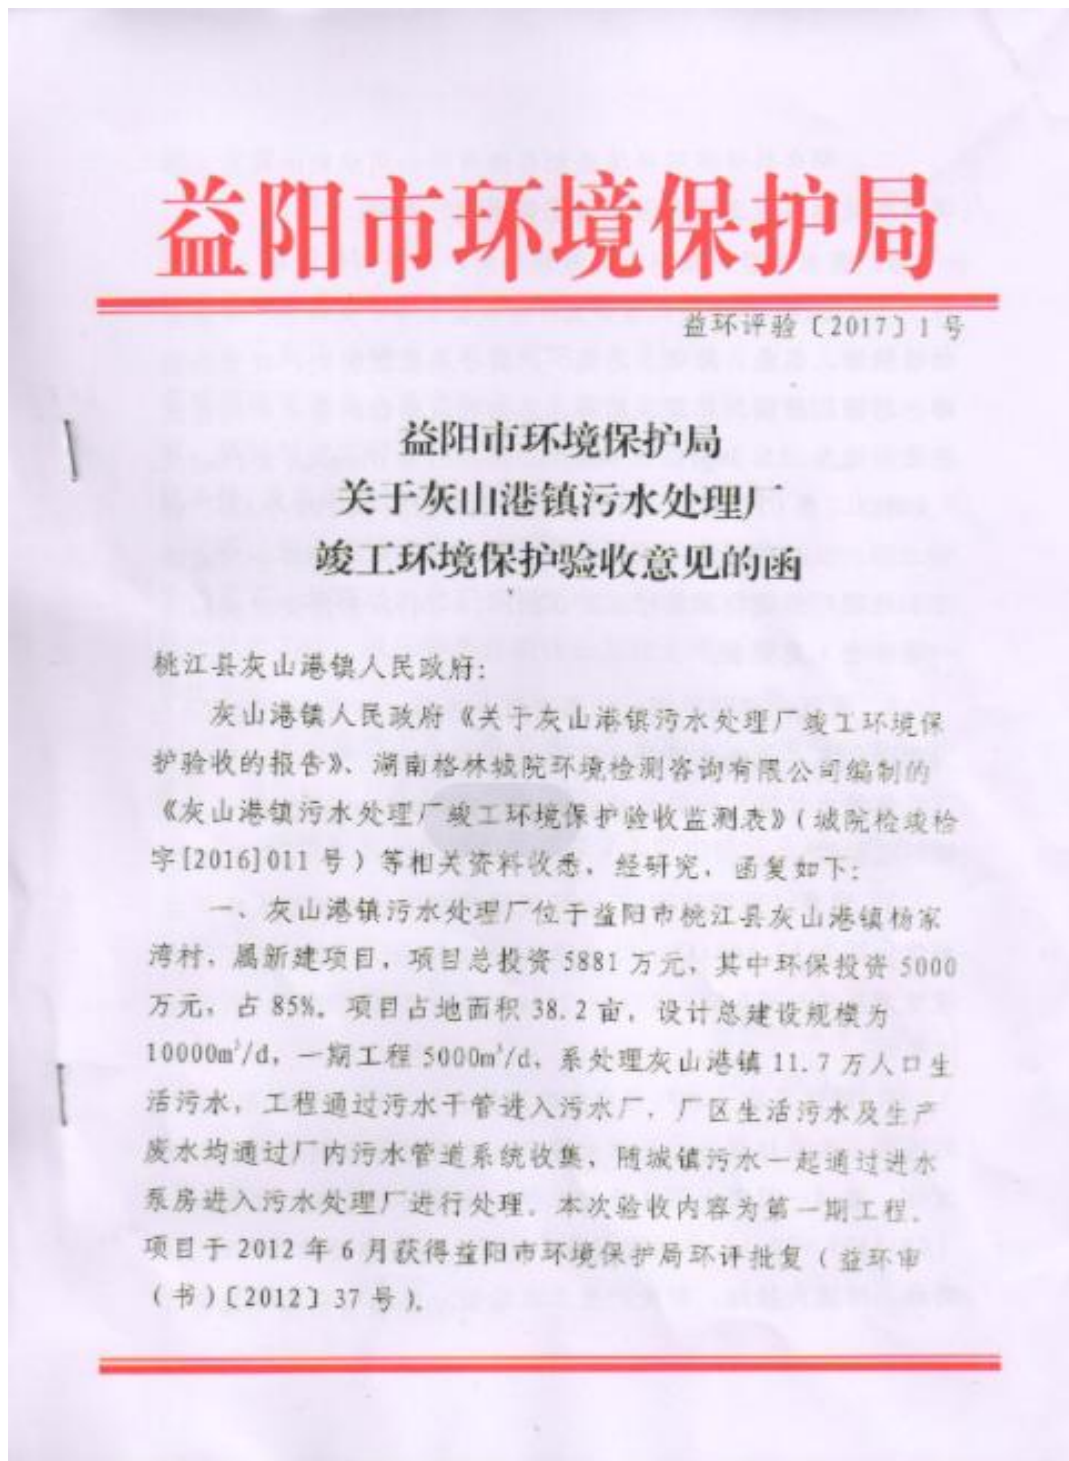 益阳市环境保护局
益环评验〔2017〕1号
益阳市环境保护局
关于灰山港镇污水处理厂
竣工环境保护验收意见的函
桃江县灰山港镇人民政府:
灰山港镇人民政府《关于灰山港镇污水处理厂竣工环境保
护验收的报告》、湖南格林城院环境检测咨询有限公司编制的
《灰山港镇污水处理厂竣工环境保护验收监测表》(城院检竣检
字[2016]011号)等相关资料收悉，经研究，函复如下:
一、灰山港镇污水处理厂位于益阳市桃江县灰山港镇杨家
湾村，属新建项目，项目总投资5881万元，其中环保投资5000
万元，占85%。项目占地面积38.2亩，设计总建设规模为
10000m³/d，一期工程5000m³/d，系处理灰山港镇11.7万人口生
活污水，工程通过污水干管进入污水厂，厂区生活污水及生产
废水均通过厂内污水管道系统收集、随城镇污水一起通过进水
泵房进入污水处理厂进行处理。本次验收内容为第一期工程。
项目于2012年6月获得益阳市环境保护局环评批复(益环审
(书)〔2012〕37号)。